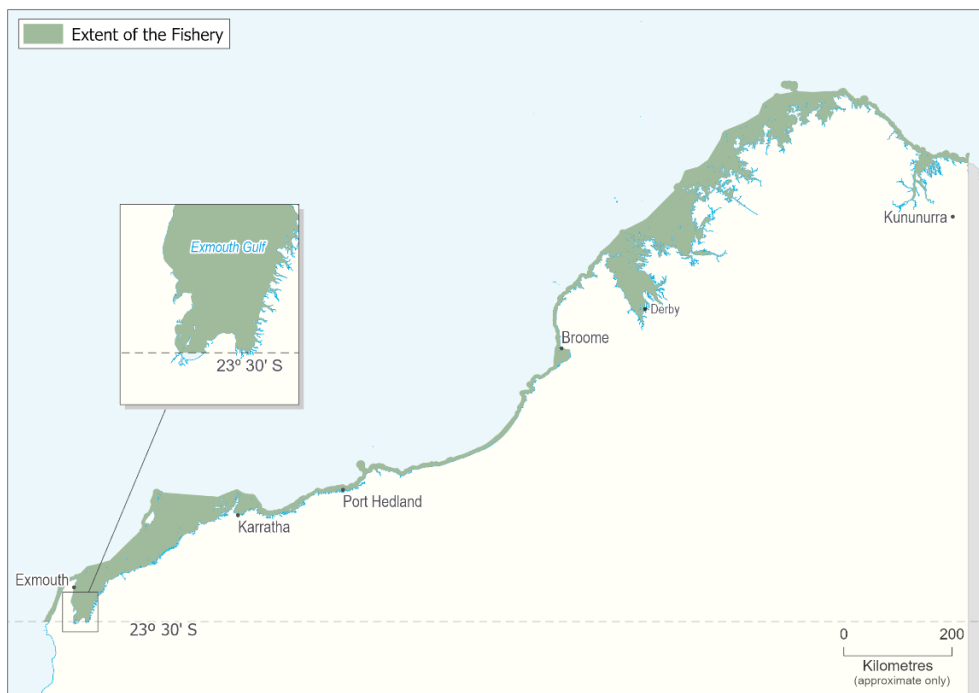 Extent of the Fishery
Exmouth Gulf
23º 30' S
Kununurra
Derby
Broome
Port Hedland
Karratha
Exmouth
23º 30' S
0 200
Kilometres
(approximate only)